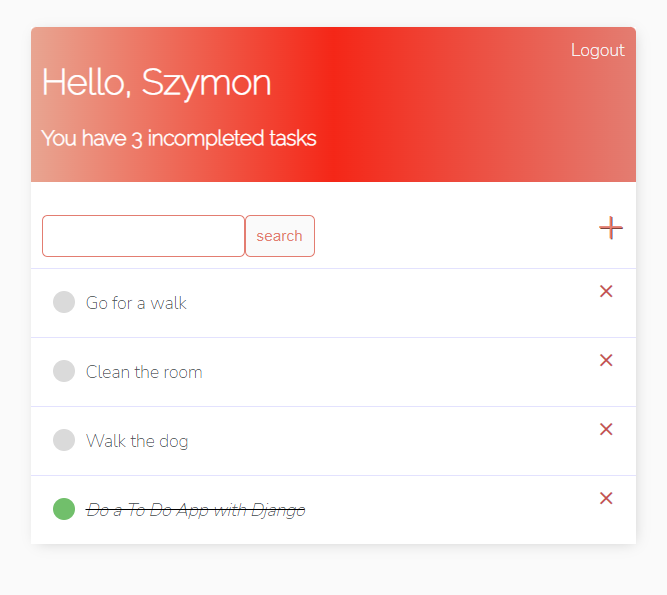 Logout
Hello, Szymon
You have 3 incompleted tasks
search
Go for a walk
Clean the room
Walk the dog
Do a To Do App with Django